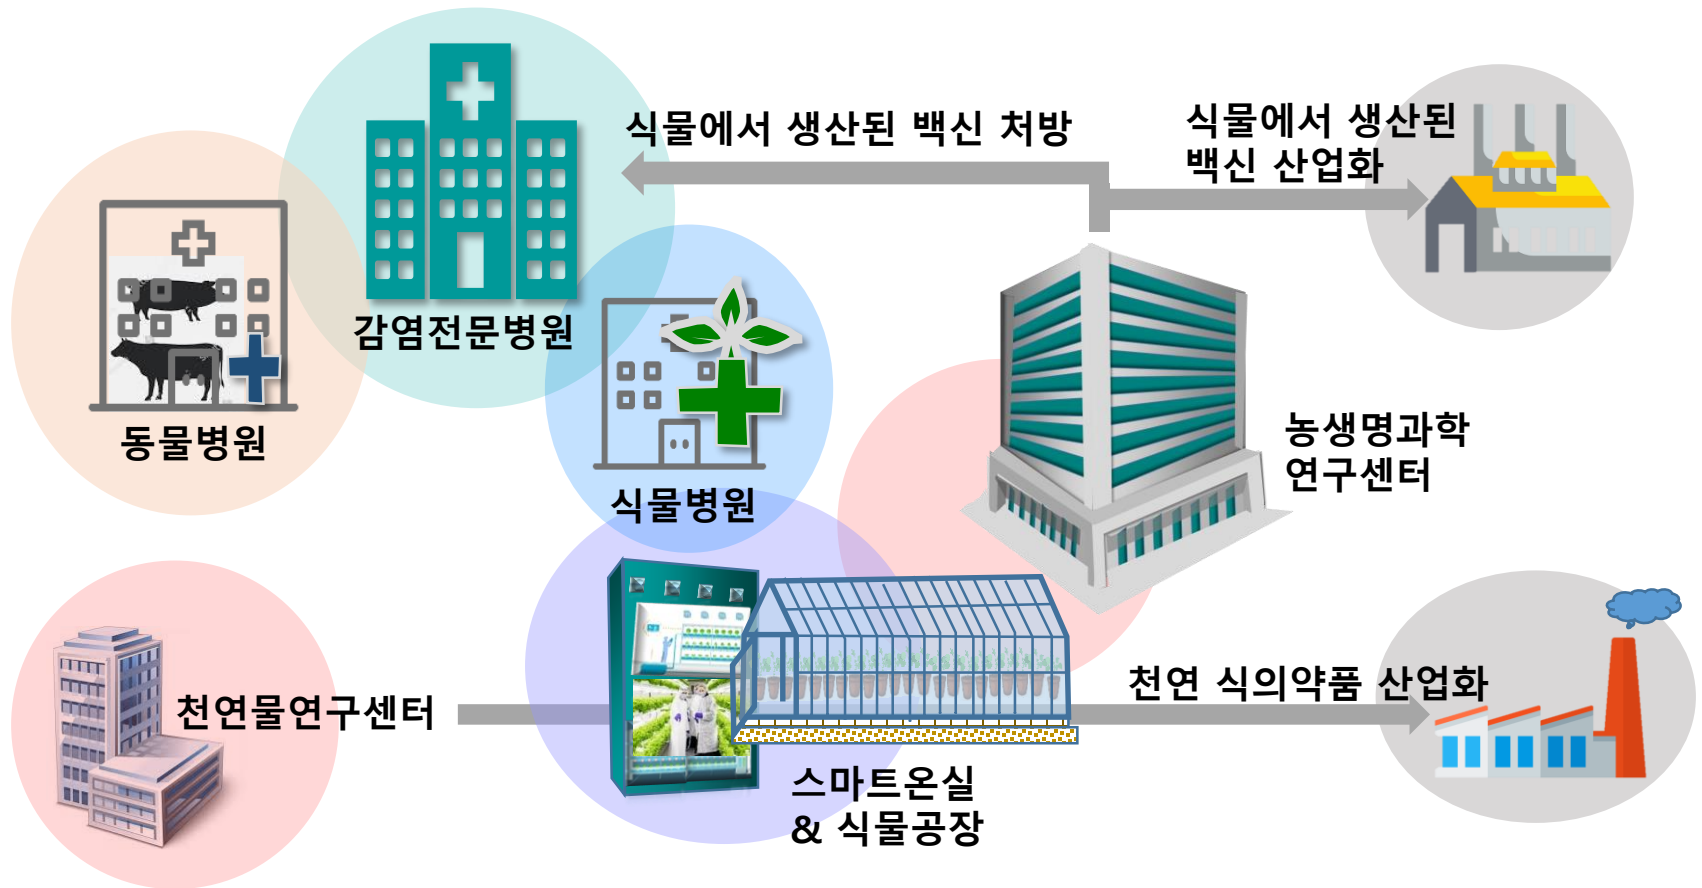 식물에서 생산된 백신 처방
식물에서 생산된
백신 산업화
감염전문병원
동물병원
식물병원
농생명과학
연구센터
천연물연구센터
천연 식의약품 산업화
스마트온실
& 식물공장